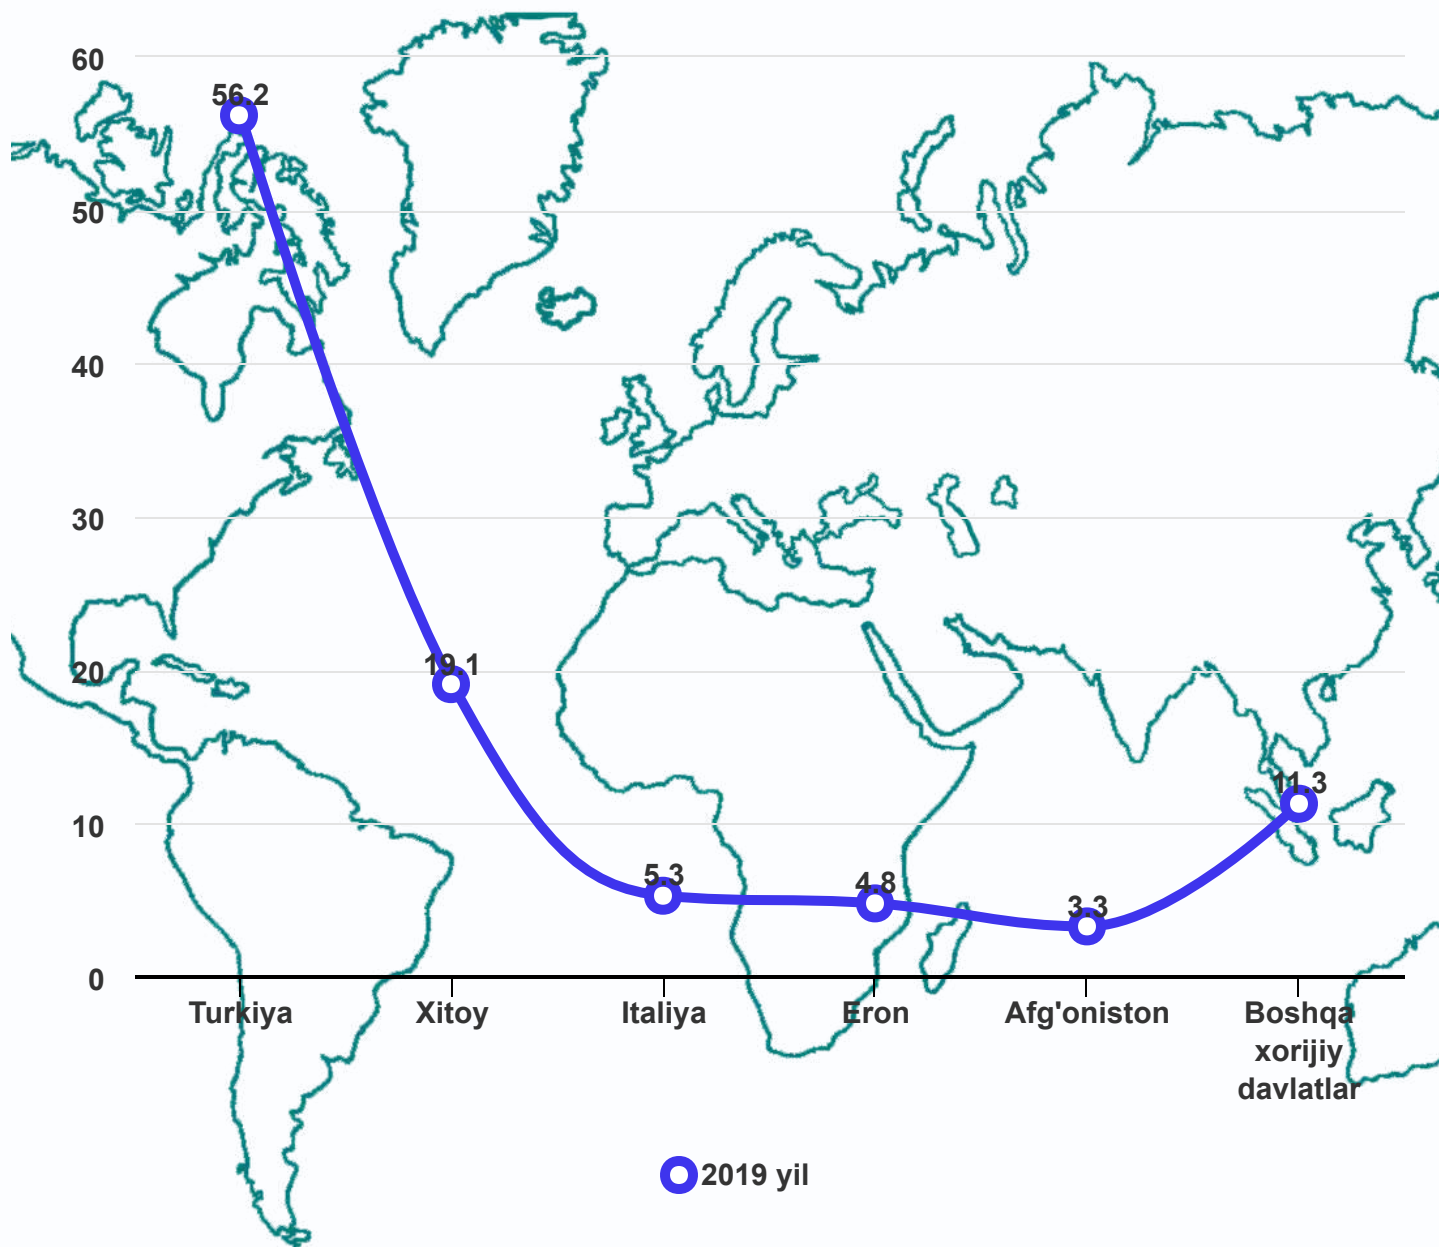 60
56.2
50
40
30
20
19.1
10
11.3
5.3
4.8
3.3
0
Turkiya
Xitoy
Italiya
Eron
Afg'oniston
Boshqa
xorijiy
davlatlar
2019 yil